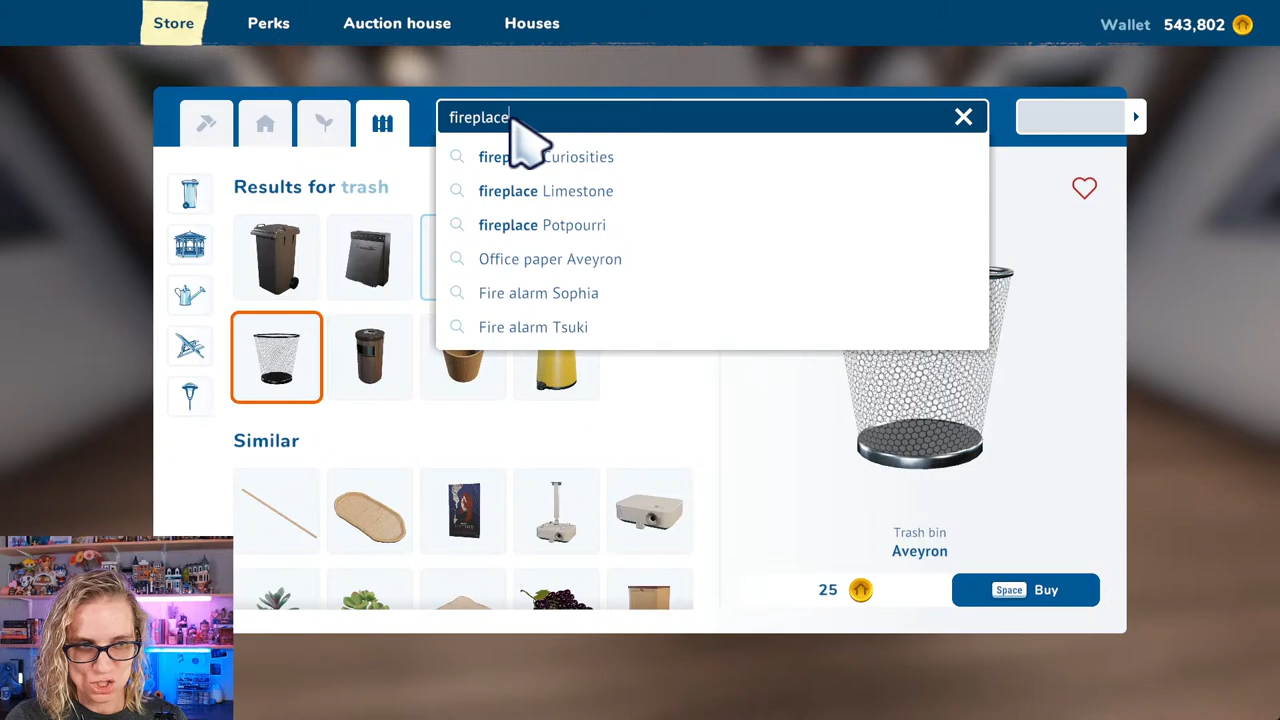 Store Perks Auction house Houses Wallet 543,802
fireplace
Results for trash
fireplace Curiosities
fireplace Limestone
fireplace Potpourri
Office paper Aveyron
Fire alarm Sophia
Fire alarm Tsuki
Similar
Trash bin
Aveyron
25 Space Buy